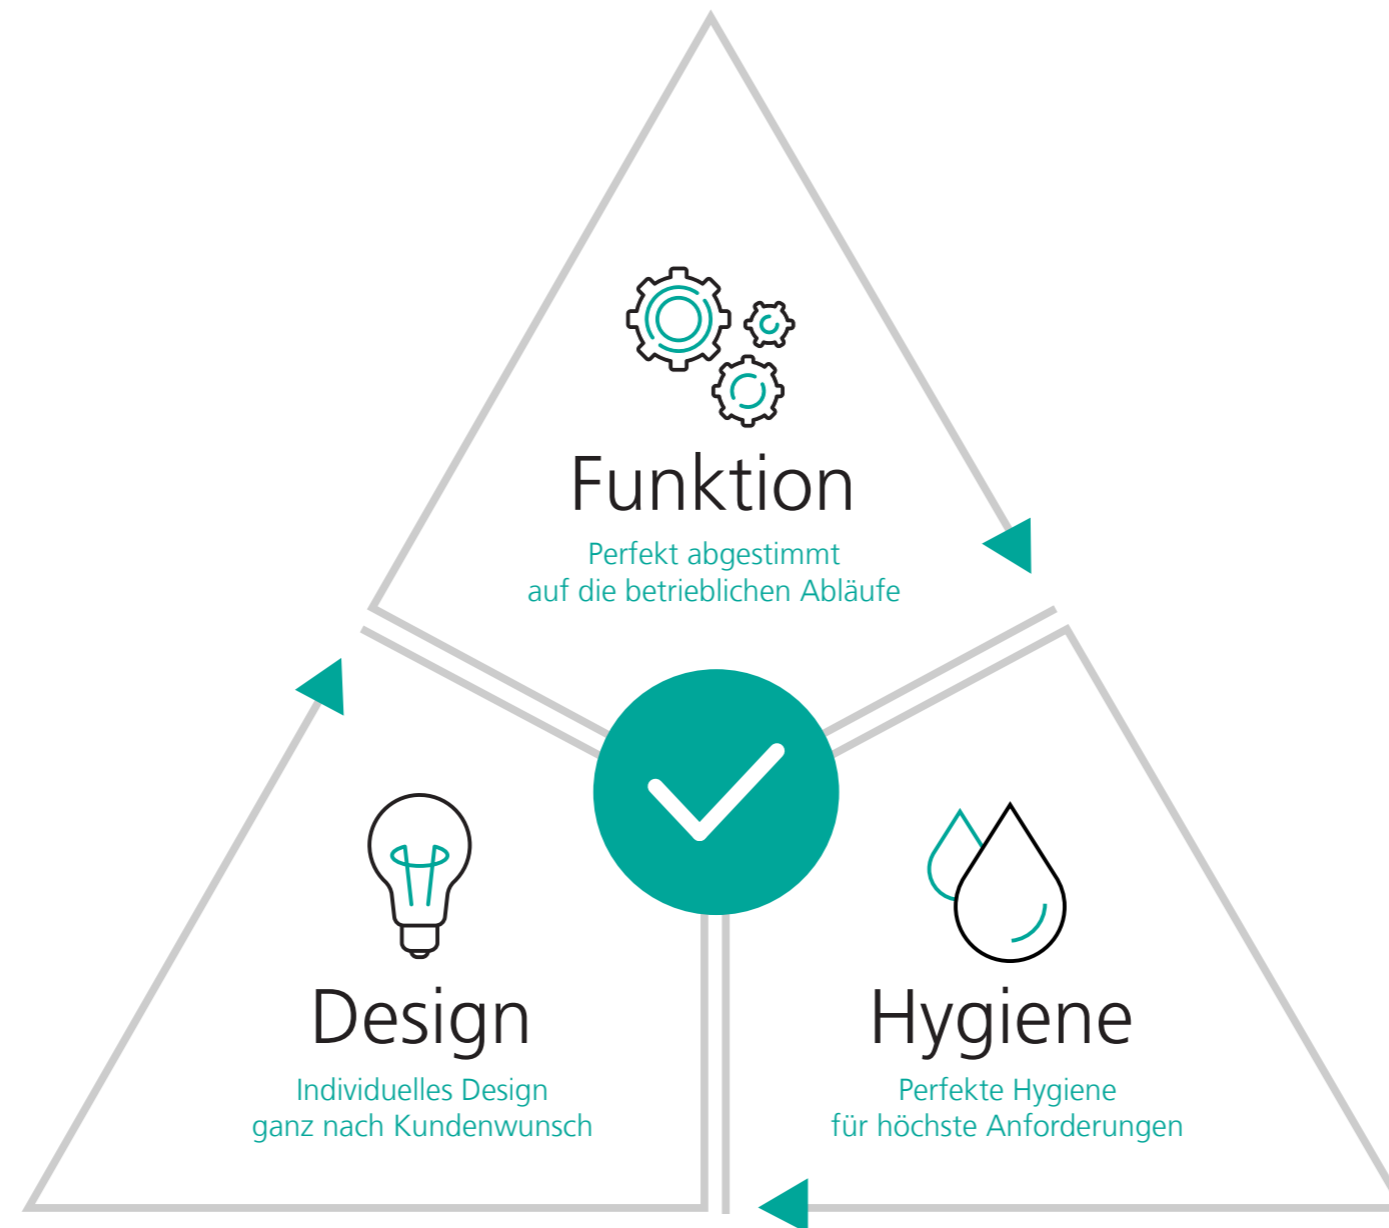 Funktion
Perfekt abgestimmt
auf die betrieblichen Abläufe
Design
Individuelles Design
ganz nach Kundenwunsch
Hygiene
Perfekte Hygiene
für höchste Anforderungen